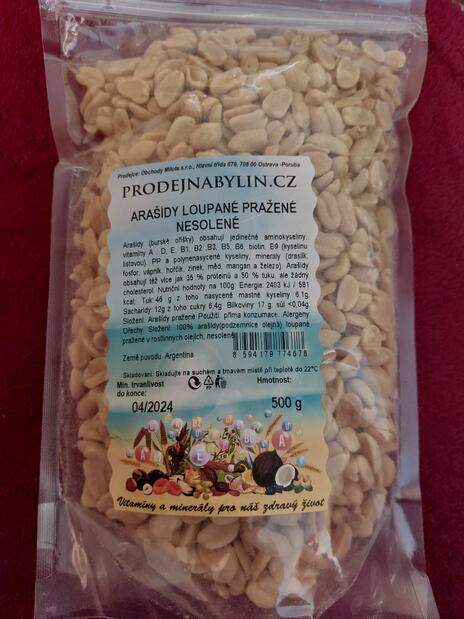 Prodejce: Obchody Milota s.r.o., Hlavní třída 679, 708 00 Ostrava -Poruba
PRODEJNABYLIN.CZ
ARAŠÍDY LOUPANÉ PRAŽENÉ
NESOLENÉ
Arašídy (burské oříšky) obsahují jedinečné aminokyseliny,
vitamíny A , D, E, B1, B2 ,B3, B5, B6, biotin, E9 (kyselinu
listovou), PP a polynenasycené kyseliny, minerály (draslík,
fosfor, vápník, hořčík, zinek, měd, mangan a železo). Arašídy
obsahují též více jak 35 % proteinů a 50 % tuku, ale žádný
cholesterol. Nutriční hodnoty na 100g: Energie 2403 kJ / 581
kcal; Tuk 46 g z toho nasycené mastné kyseliny 6,1g,
Sacharidy: 12g z toho cukry 6,4g, Bílkoviny 17 g, sůl <0,04g
Složení: Arašídy pražené Použití: přímá konzumace. Alergeny
Ořechy. Složení: 100% arašídy(podzemnice olejná) loupané
pražené v rostlinných olejích, nesolené
8 594179 774676
Země původu: Argentina
Skladování: Skladujte na suchem a tmavem místě při teplotě do 22°C
Min. trvanlivost
do konce:
Hmotnost:
04/2024
500 g
Vitamíny a minerály pro náš zdravý život